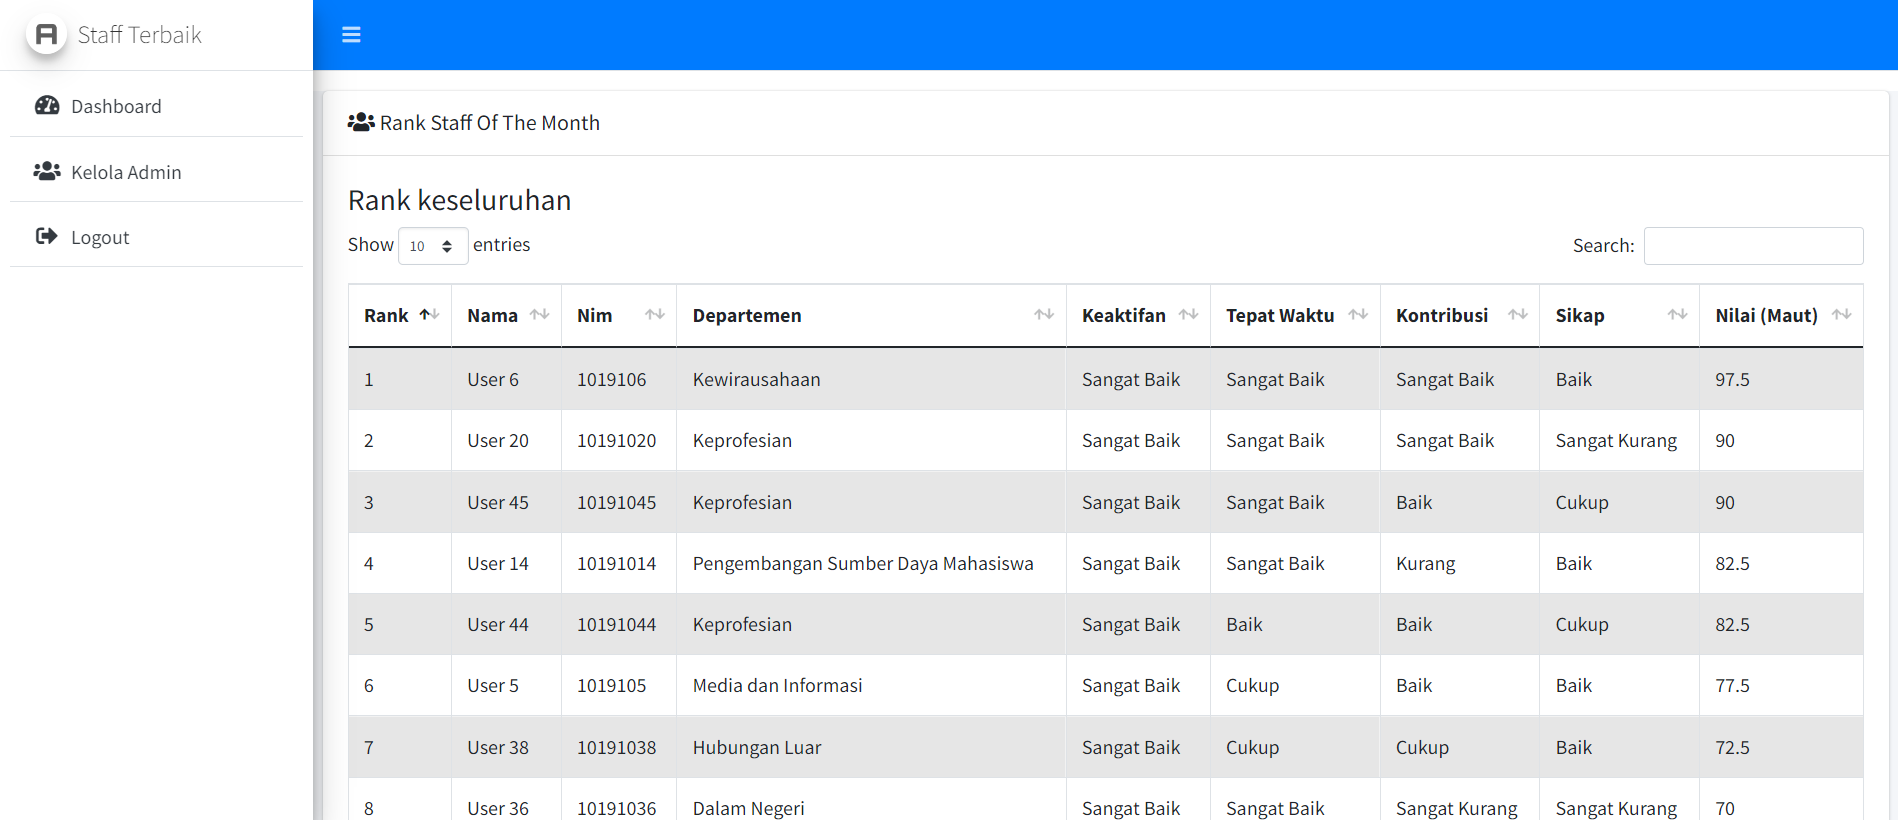 Staff Terbaik
Dashboard
Kelola Admin
Logout
Rank Staff Of The Month
Rank keseluruhan
Show 10 entries Search:
Rank Nama Nim Departemen Keaktifan Tepat Waktu Kontribusi Sikap Nilai (Maut)
1 User 6 1019106 Kewirausahaan Sangat Baik Sangat Baik Sangat Baik Baik 97.5
2 User 20 10191020 Keprofesian Sangat Baik Sangat Baik Sangat Baik Sangat Kurang 90
3 User 45 10191045 Keprofesian Sangat Baik Sangat Baik Baik Cukup 90
4 User 14 10191014 Pengembangan Sumber Daya Mahasiswa Sangat Baik Sangat Baik Kurang Baik 82.5
5 User 44 10191044 Keprofesian Sangat Baik Baik Baik Cukup 82.5
6 User 5 1019105 Media dan Informasi Sangat Baik Cukup Baik Baik 77.5
7 User 38 10191038 Hubungan Luar Sangat Baik Cukup Cukup Baik 72.5
8 User 36 10191036 Dalam Negeri Sangat Baik Sangat Baik Sangat Kurang Sangat Kurang 70